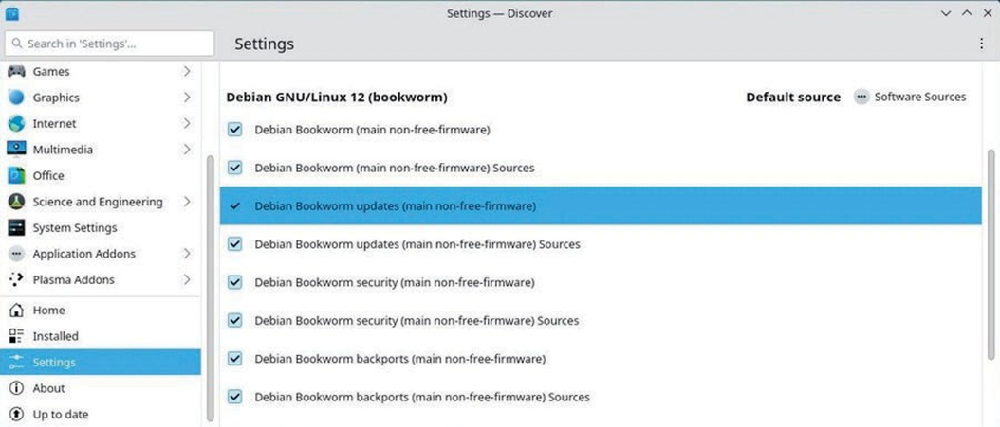 Settings — Discover
Search in 'Settings'...
Settings
Games
Graphics
Internet
Multimedia
Office
Science and Engineering
System Settings
Application Addons
Plasma Addons
Home
Installed
Settings
About
Up to date
Debian GNU/Linux 12 (bookworm)
Default source
Software Sources
Debian Bookworm (main non-free-firmware)
Debian Bookworm (main non-free-firmware) Sources
Debian Bookworm updates (main non-free-firmware)
Debian Bookworm updates (main non-free-firmware) Sources
Debian Bookworm security (main non-free-firmware)
Debian Bookworm security (main non-free-firmware) Sources
Debian Bookworm backports (main non-free-firmware)
Debian Bookworm backports (main non-free-firmware) Sources